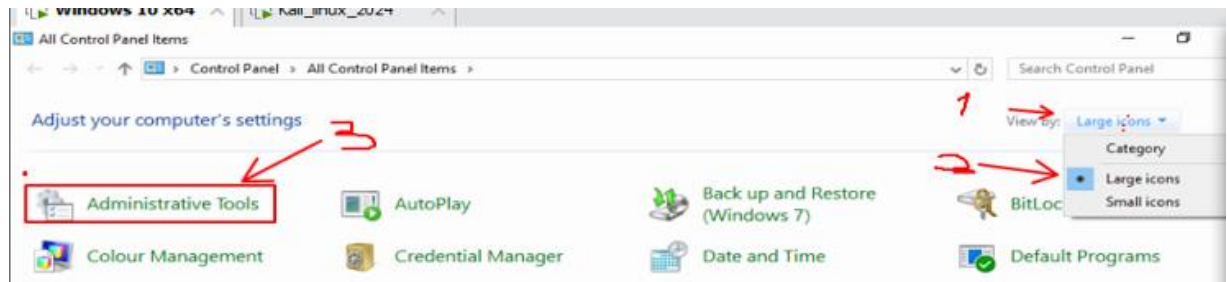 Windows 10 x64 Kali_linux_2024
All Control Panel Items
Control Panel > All Control Panel Items >
Search Control Panel
1
Adjust your computer's settings
3
View by: Large icons
Category
2
Large icons
Small icons
Administrative Tools
AutoPlay
Back up and Restore
(Windows 7)
BitLoc
Colour Management
Credential Manager
Date and Time
Default Programs